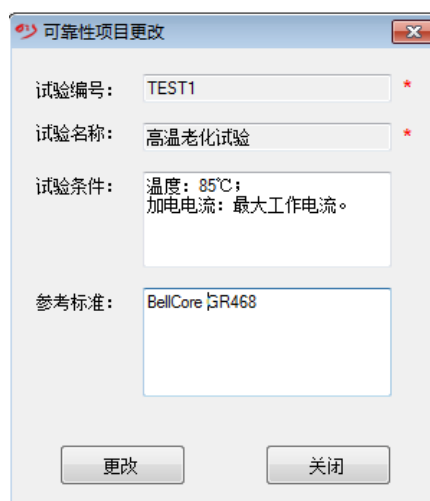 可靠性项目更改
试验编号： TEST1 *
试验名称： 高温老化试验 *
试验条件： 温度：85℃；
加电电流：最大工作电流。
参考标准： BellCore GR468
更改 关闭